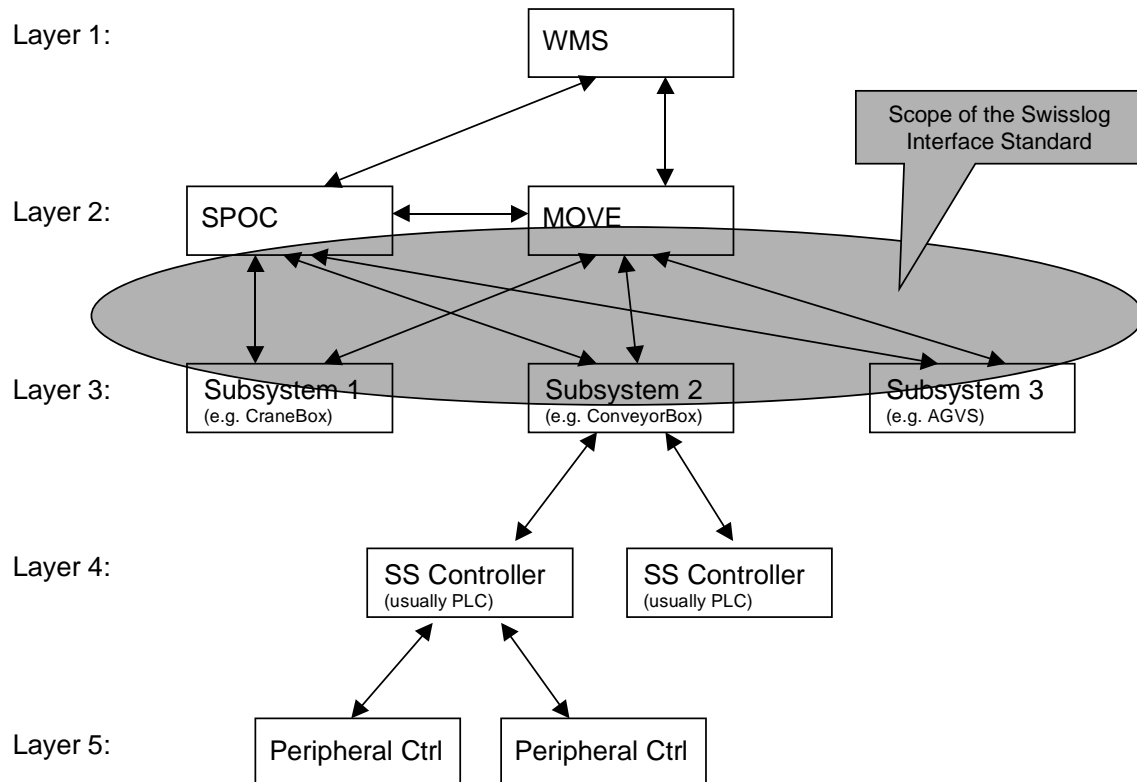 Layer 1:
WMS
Scope of the Swisslog
Interface Standard
Layer 2:
SPOC
MOVE
Layer 3:
Subsystem 1
(e.g. CraneBox)
Subsystem 2
(e.g. ConveyorBox)
Subsystem 3
(e.g. AGVS)
Layer 4:
SS Controller
(usually PLC)
SS Controller
(usually PLC)
Layer 5:
Peripheral Ctrl
Peripheral Ctrl